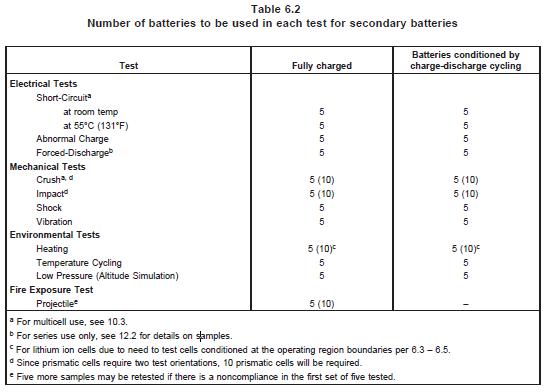 Table 6.2
Number of batteries to be used in each test for secondary batteries
Test Fully charged Batteries conditioned by charge-discharge cycling
Electrical Tests
Short-Circuit^a
at room temp 5 5
at 55°C (131°F) 5 5
Abnormal Charge 5 5
Forced-Discharge^b 5 5
Mechanical Tests
Crush^a, d 5 (10) 5 (10)
Impact^d 5 (10) 5 (10)
Shock 5 5
Vibration 5 5
Environmental Tests
Heating 5 (10)^c 5 (10)^c
Temperature Cycling 5 5
Low Pressure (Altitude Simulation) 5 5
Fire Exposure Test
Projectile^e 5 (10) –
^a For multicell use, see 10.3.
^b For series use only, see 12.2 for details on samples.
^c For lithium ion cells due to need to test cells conditioned at the operating region boundaries per 6.3 – 6.5.
^d Since prismatic cells require two test orientations, 10 prismatic cells will be required.
^e Five more samples may be retested if there is a noncompliance in the first set of five tested.